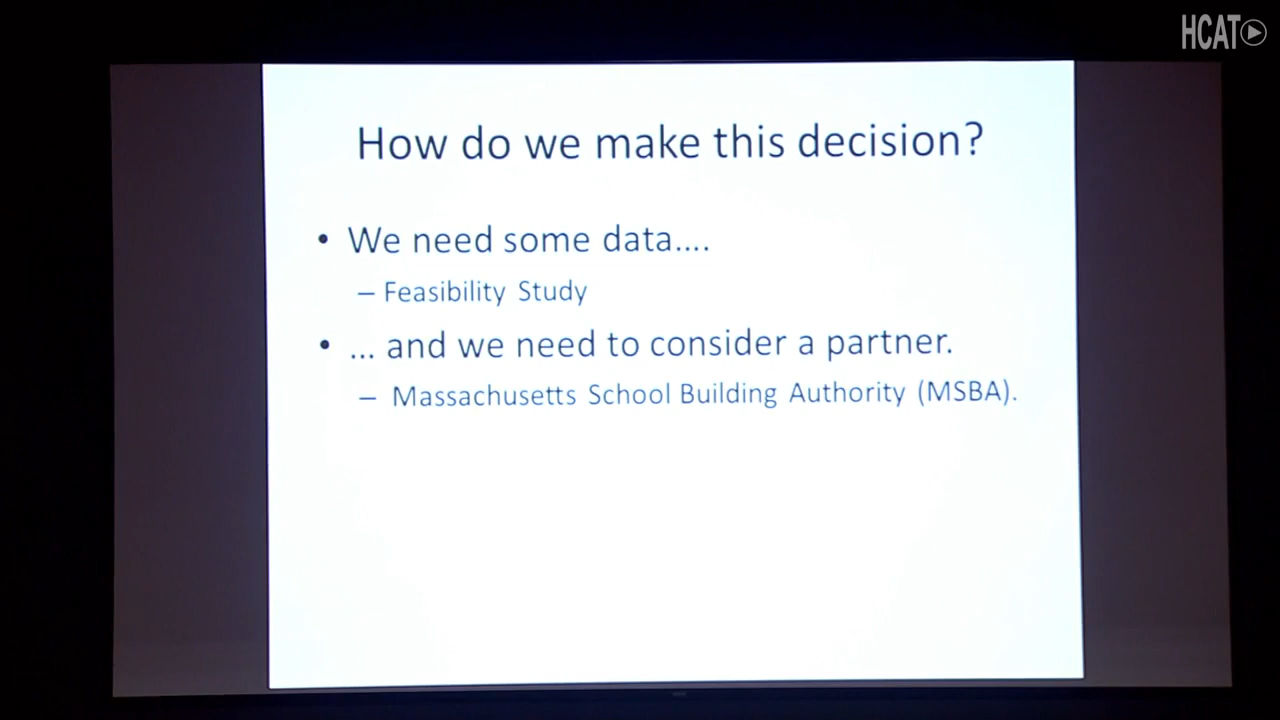 HCAT
How do we make this decision?
• We need some data....
– Feasibility Study
• ... and we need to consider a partner.
– Massachusetts School Building Authority (MSBA).